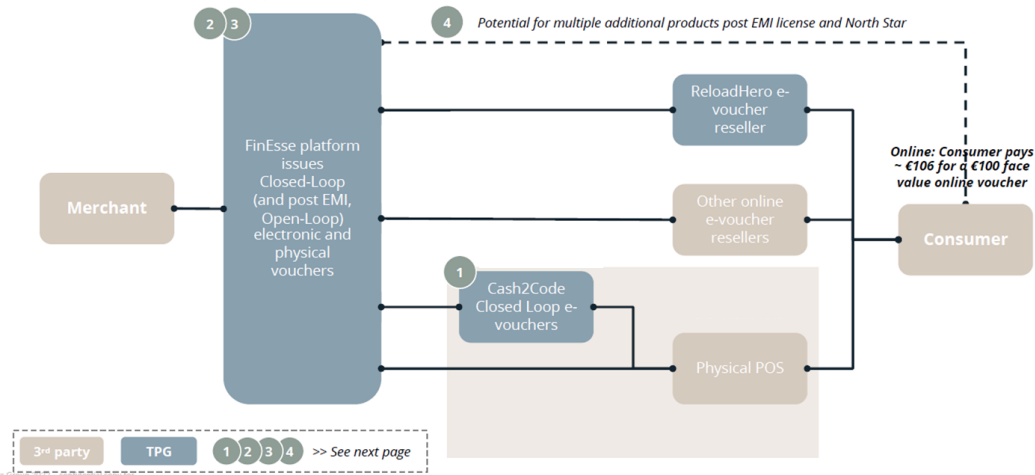 2 3
4 Potential for multiple additional products post EMI license and North Star
ReloadHero e-
voucher
reseller
FinEsse platform
issues
Closed-Loop
(and post EMI,
Open-Loop)
electronic and
physical
vouchers
Online: Consumer pays
~ €106 for a €100 face
value online voucher
Merchant
Other online
e-voucher
resellers
Consumer
1
Cash2Code
Closed Loop e-
vouchers
Physical POS
3rd party TPG 1 2 3 4 >> See next page